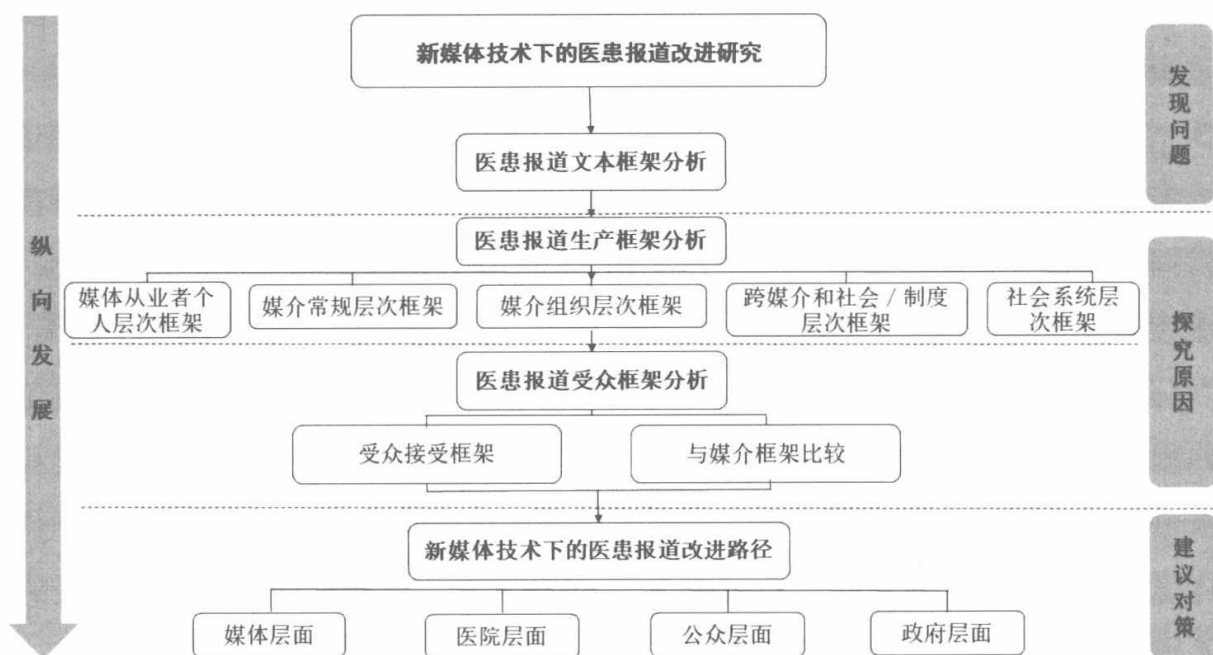 新媒体技术下的医患报道改进研究
医患报道文本框架分析
发现问题
医患报道生产框架分析
媒体从业者个
人层次框架
媒介常规层次框架
媒介组织层次框架
跨媒介和社会/制度
层次框架
社会系统层
次框架
医患报道受众框架分析
受众接受框架
与媒介框架比较
探究原因
新媒体技术下的医患报道改进路径
媒体层面
医院层面
公众层面
政府层面
建议对策
纵向发展